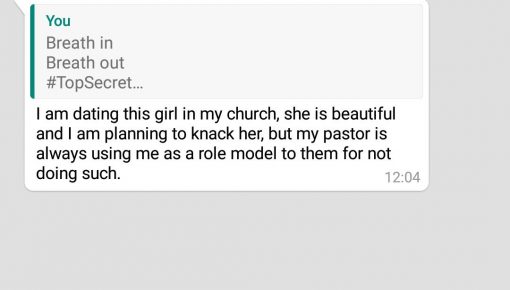 You
Breath in
Breath out
#TopSecret...
I am dating this girl in my church, she is beautiful
and I am planning to knack her, but my pastor is
always using me as a role model to them for not
doing such.
12:04